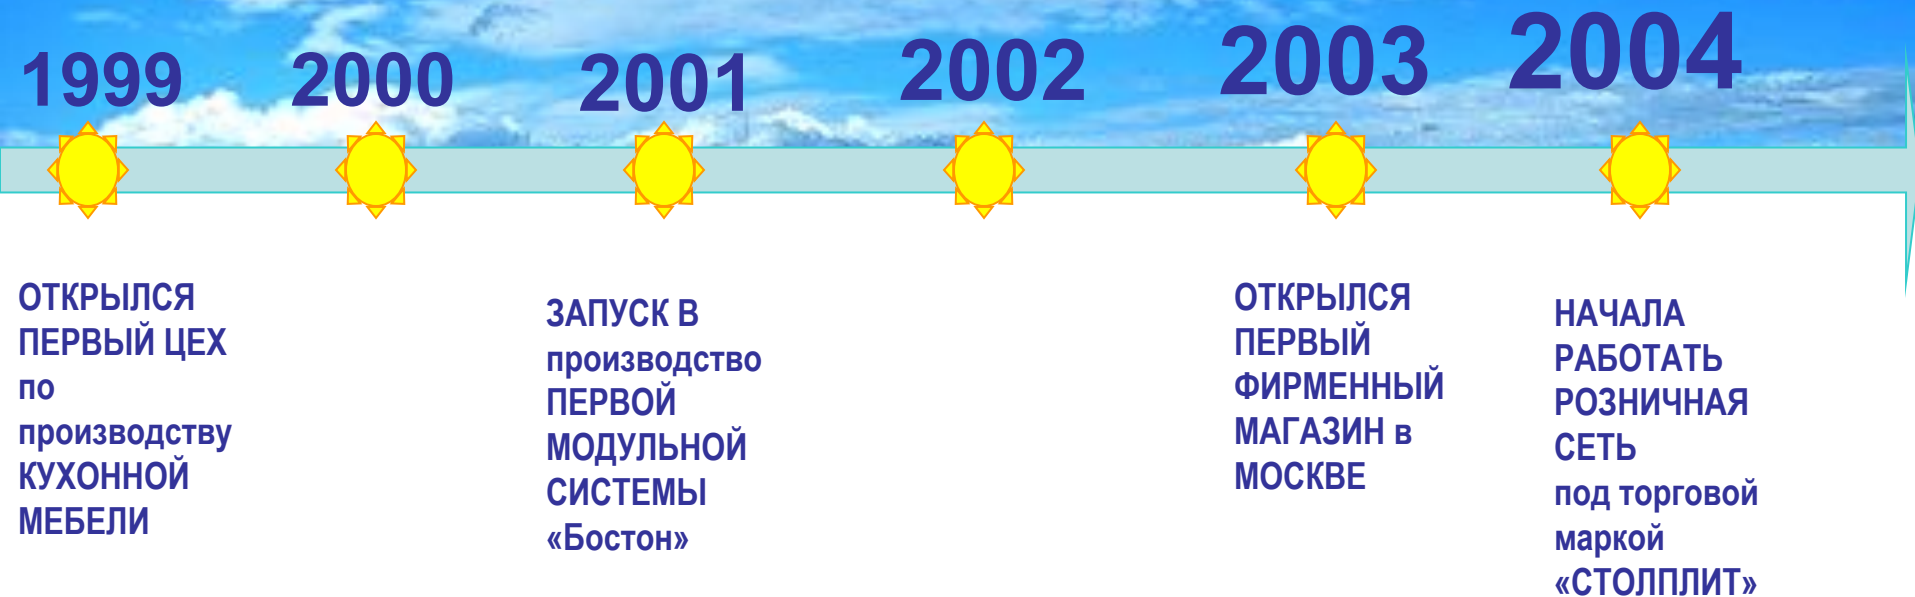 1999 2000 2001 2002 2003 2004
ОТКРЫЛСЯ
ПЕРВЫЙ ЦЕХ
по
производству
КУХОННОЙ
МЕБЕЛИ
ЗАПУСК В
производство
ПЕРВОЙ
МОДУЛЬНОЙ
СИСТЕМЫ
«Бостон»
ОТКРЫЛСЯ
ПЕРВЫЙ
ФИРМЕННЫЙ
МАГАЗИН в
МОСКВЕ
НАЧАЛА
РАБОТАТЬ
РОЗНИЧНАЯ
СЕТЬ
под торговой
маркой
«СТОЛПЛИТ»